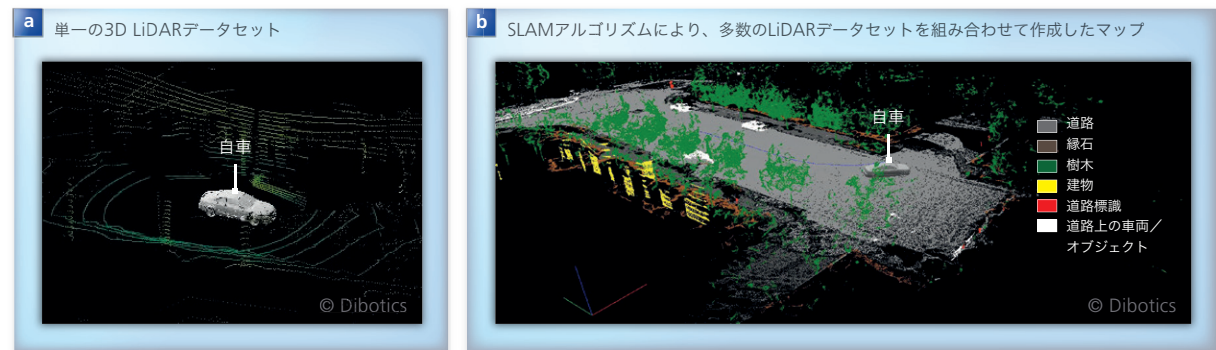 a
単一の3D LiDARデータセット
自車
© Dibotics
b
SLAMアルゴリズムにより、多数のLiDARデータセットを組み合わせて作成したマップ
自車
道路
縁石
樹木
建物
道路標識
道路上の車両／
オブジェクト
© Dibotics